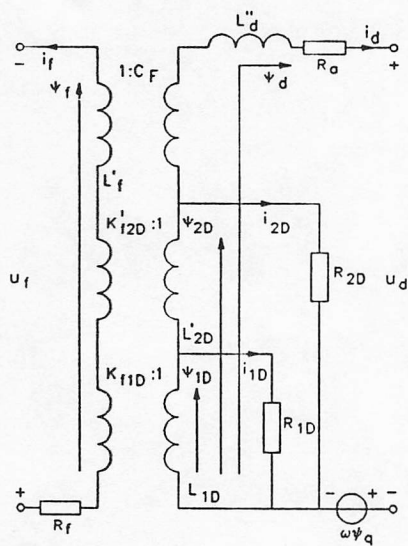 L"d
i_f
i_d
-
1:C_F
R_a
+
ψ_f
ψ_d
L'_f
K'_f2D:1
ψ_2D
i_2D
u_f
R_2D
u_d
L'_2D
K_f1D:1
ψ_1D
i_1D
R_1D
L_1D
+
R_f
- + -
ωψ_q